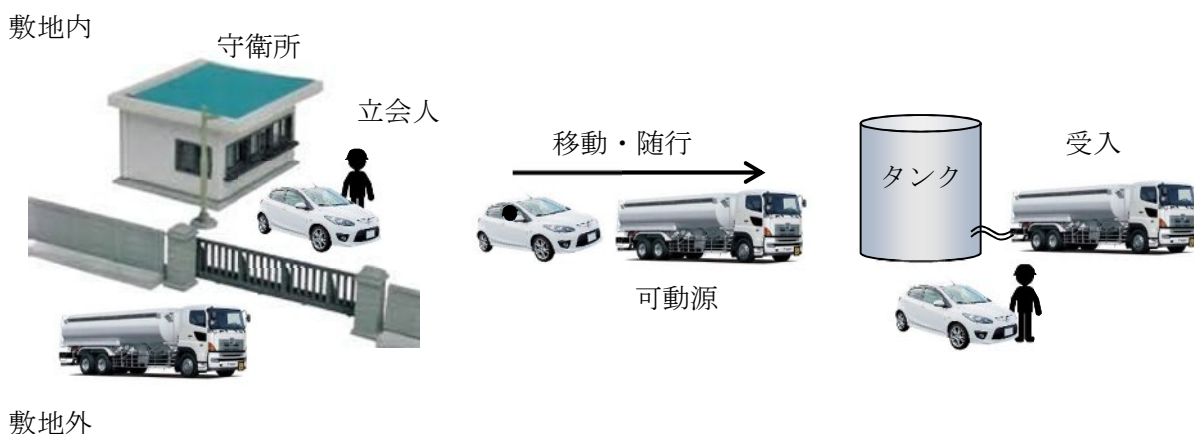 敷地内
守衛所
立会人
移動・随行
可動源
タンク
受入
敷地外